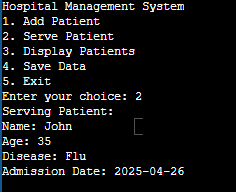 Hospital Management System
1. Add Patient
2. Serve Patient
3. Display Patients
4. Save Data
5. Exit
Enter your choice: 2
Serving Patient:
Name: John
Age: 35
Disease: Flu
Admission Date: 2025-04-26